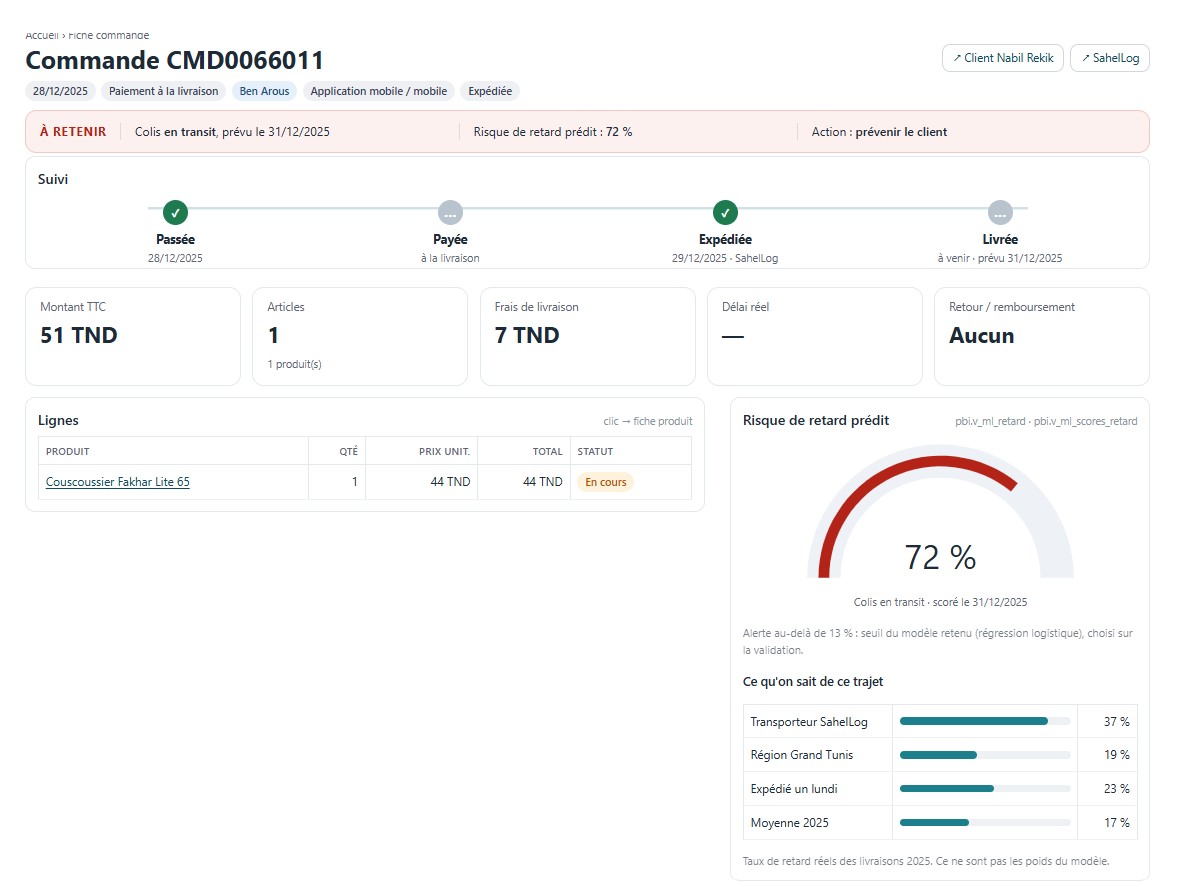 Accueil › Fiche commande
Commande CMD0066011
↗ Client Nabil Rekik
↗ SahelLog
28/12/2025
Paiement à la livraison
Ben Arous
Application mobile / mobile
Expédiée
À RETENIR
Colis en transit, prévu le 31/12/2025
Risque de retard prédit : 72 %
Action : prévenir le client
Suivi
✓ ... ✓ ...
Passée
28/12/2025
Payée
à la livraison
Expédiée
29/12/2025 · SahelLog
Livrée
à venir · prévu 31/12/2025
Montant TTC
51 TND
Articles
1
1 produit(s)
Frais de livraison
7 TND
Délai réel
—
Retour / remboursement
Aucun
Lignes
clic → fiche produit
PRODUIT QTÉ PRIX UNIT. TOTAL STATUT
Couscoussier Fakhar Lite 65 1 44 TND 44 TND En cours
Risque de retard prédit
pbi.v_ml_retard · pbi.v_ml_scores_retard
72 %
Colis en transit · scoré le 31/12/2025
Alerte au-delà de 13 % : seuil du modèle retenu (régression logistique), choisi sur
la validation.
Ce qu'on sait de ce trajet
Transporteur SahelLog 37 %
Région Grand Tunis 19 %
Expédié un lundi 23 %
Moyenne 2025 17 %
Taux de retard réels des livraisons 2025. Ce ne sont pas les poids du modèle.